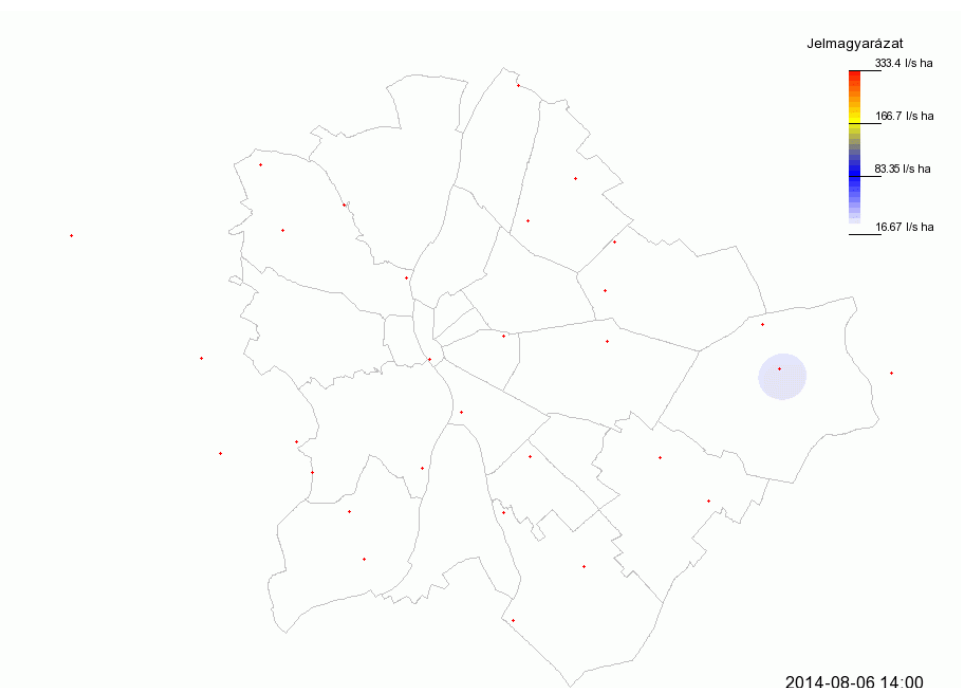 Jelmagyarázat
333.4 l/s ha
166.7 l/s ha
83.35 l/s ha
16.67 l/s ha
2014-08-06 14:00